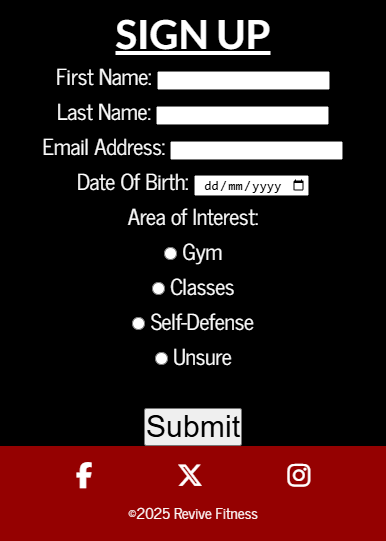 SIGN UP
First Name:
Last Name:
Email Address:
Date Of Birth: dd/mm/yyyy
Area of Interest:
Gym
Classes
Self-Defense
Unsure
Submit
©2025 Revive Fitness